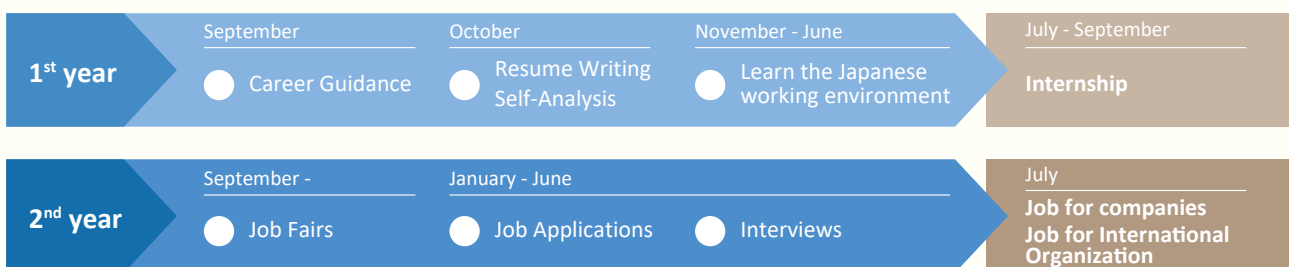 1st year
September
Career Guidance
October
Resume Writing
Self-Analysis
November - June
Learn the Japanese
working environment
July - September
Internship
2nd year
September -
Job Fairs
January - June
Job Applications
Interviews
July
Job for companies
Job for International
Organization